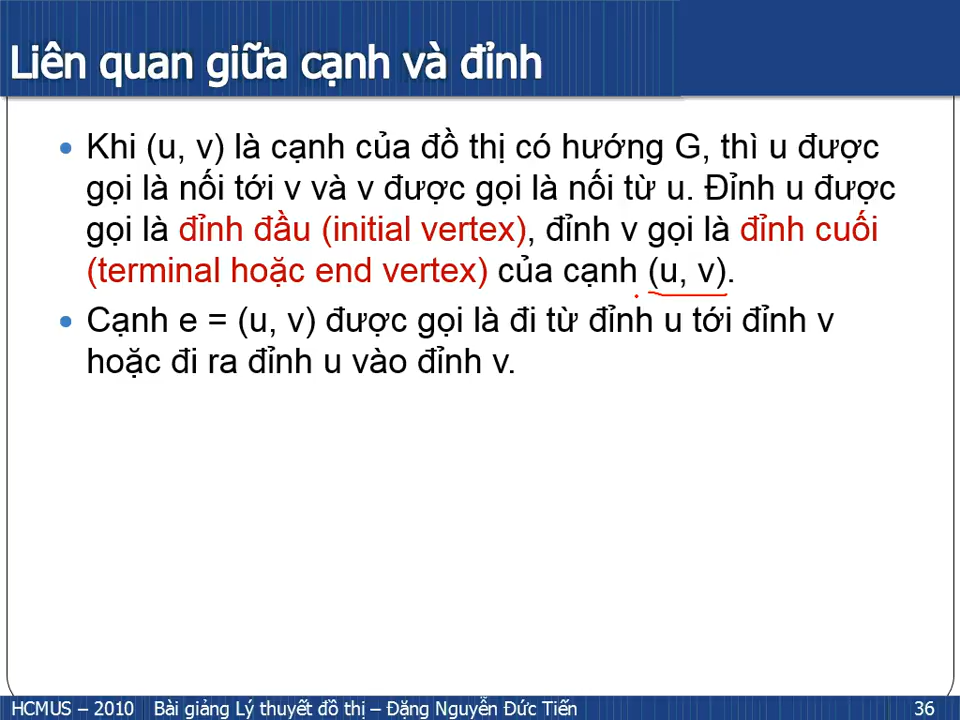 Liên quan giữa cạnh và đỉnh
• Khi (u, v) là cạnh của đồ thị có hướng G, thì u được
gọi là nối tới v và v được gọi là nối từ u. Đỉnh u được
gọi là đỉnh đầu (initial vertex), đỉnh v gọi là đỉnh cuối
(terminal hoặc end vertex) của cạnh (u, v).
• Cạnh e = (u, v) được gọi là đi từ đỉnh u tới đỉnh v
hoặc đi ra đỉnh u vào đỉnh v.
HCMUS – 2010 Bài giảng Lý thuyết đồ thị – Đặng Nguyễn Đức Tiến 36